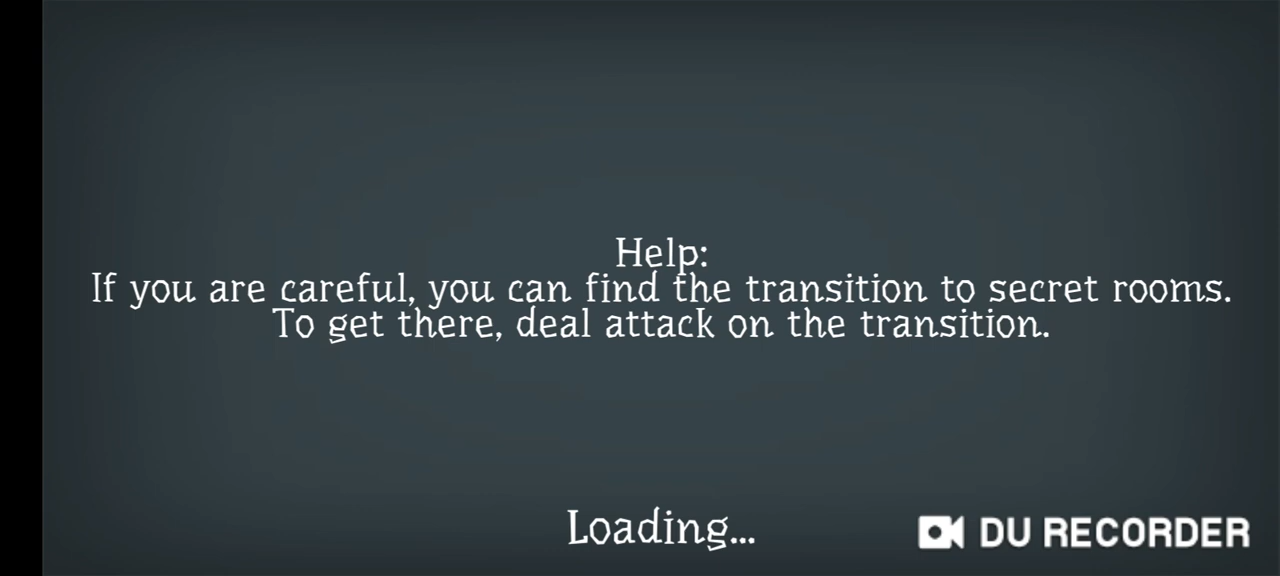 Help:
If you are careful, you can find the transition to secret rooms.
To get there, deal attack on the transition.
Loading...
DU RECORDER